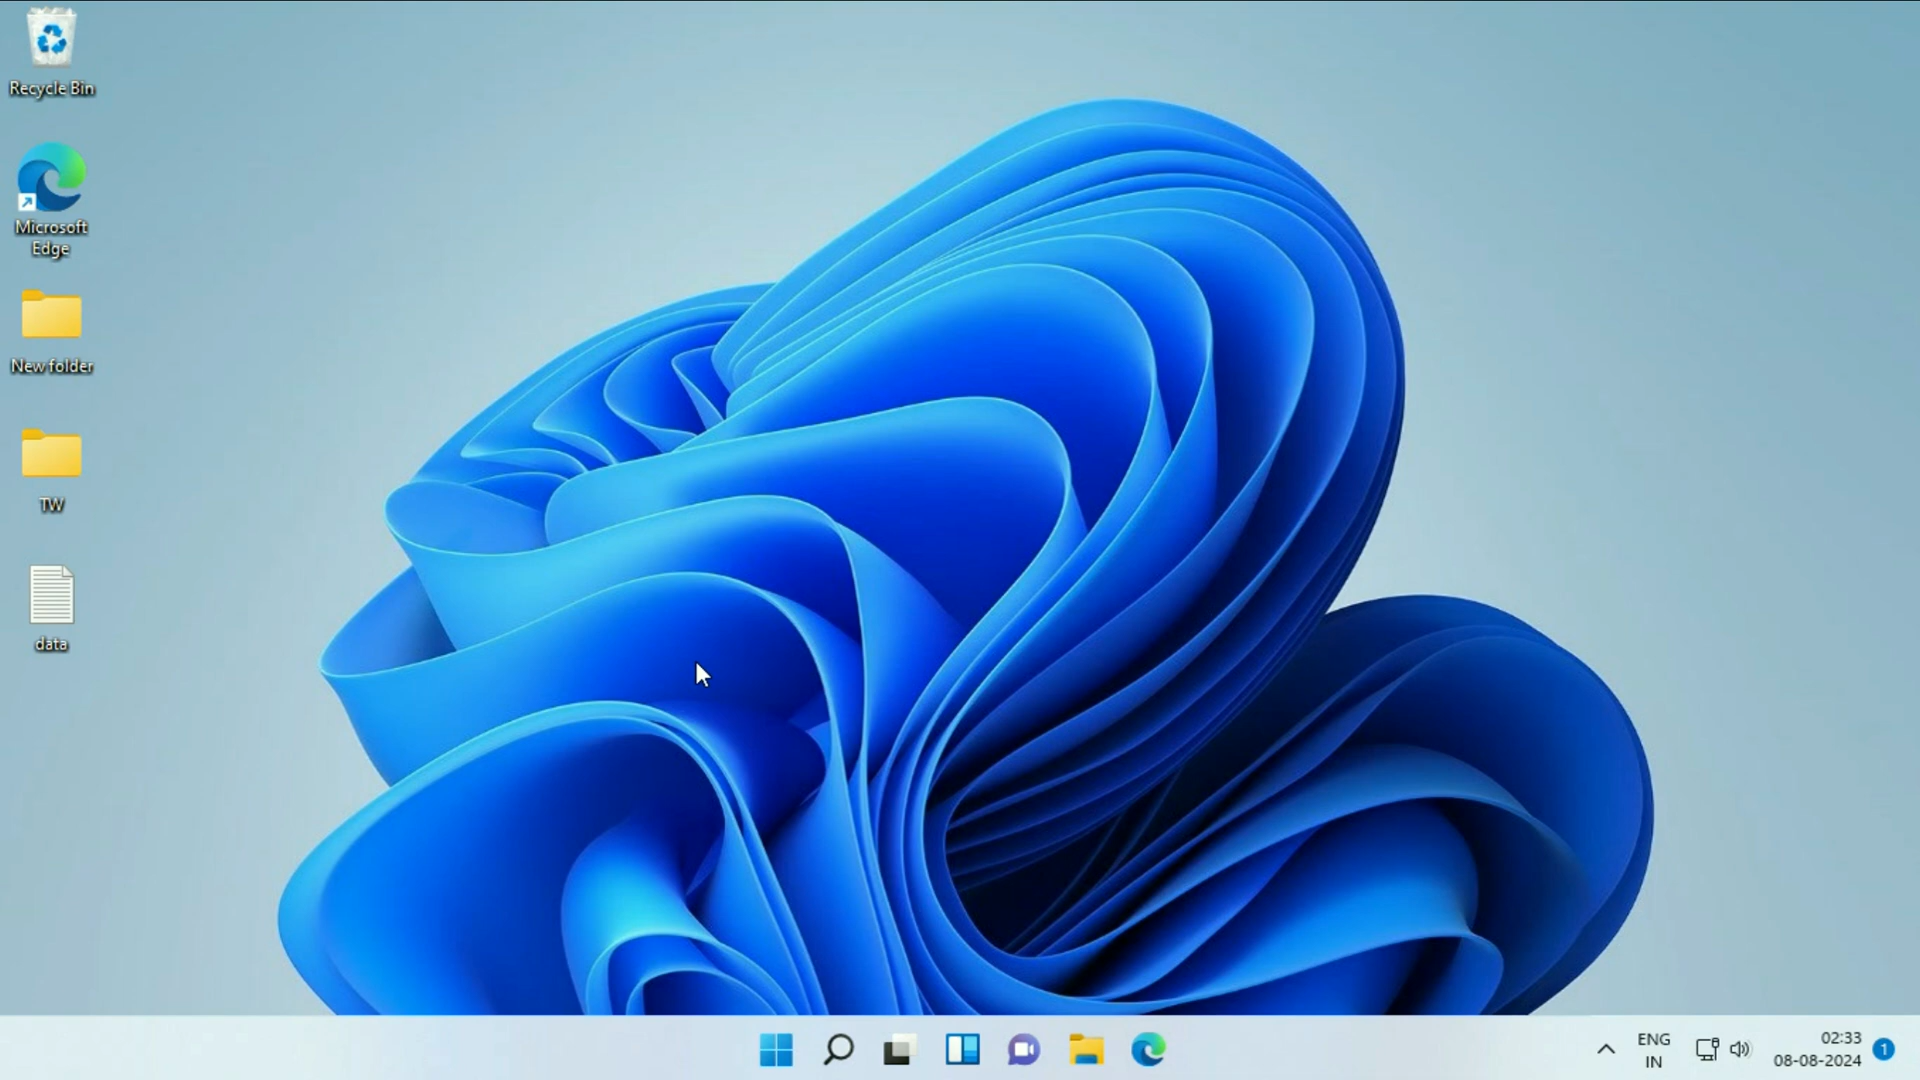 Recycle Bin
Microsoft
Edge
New folder
TW
data
ENG
IN
02:33
08-08-2024
1